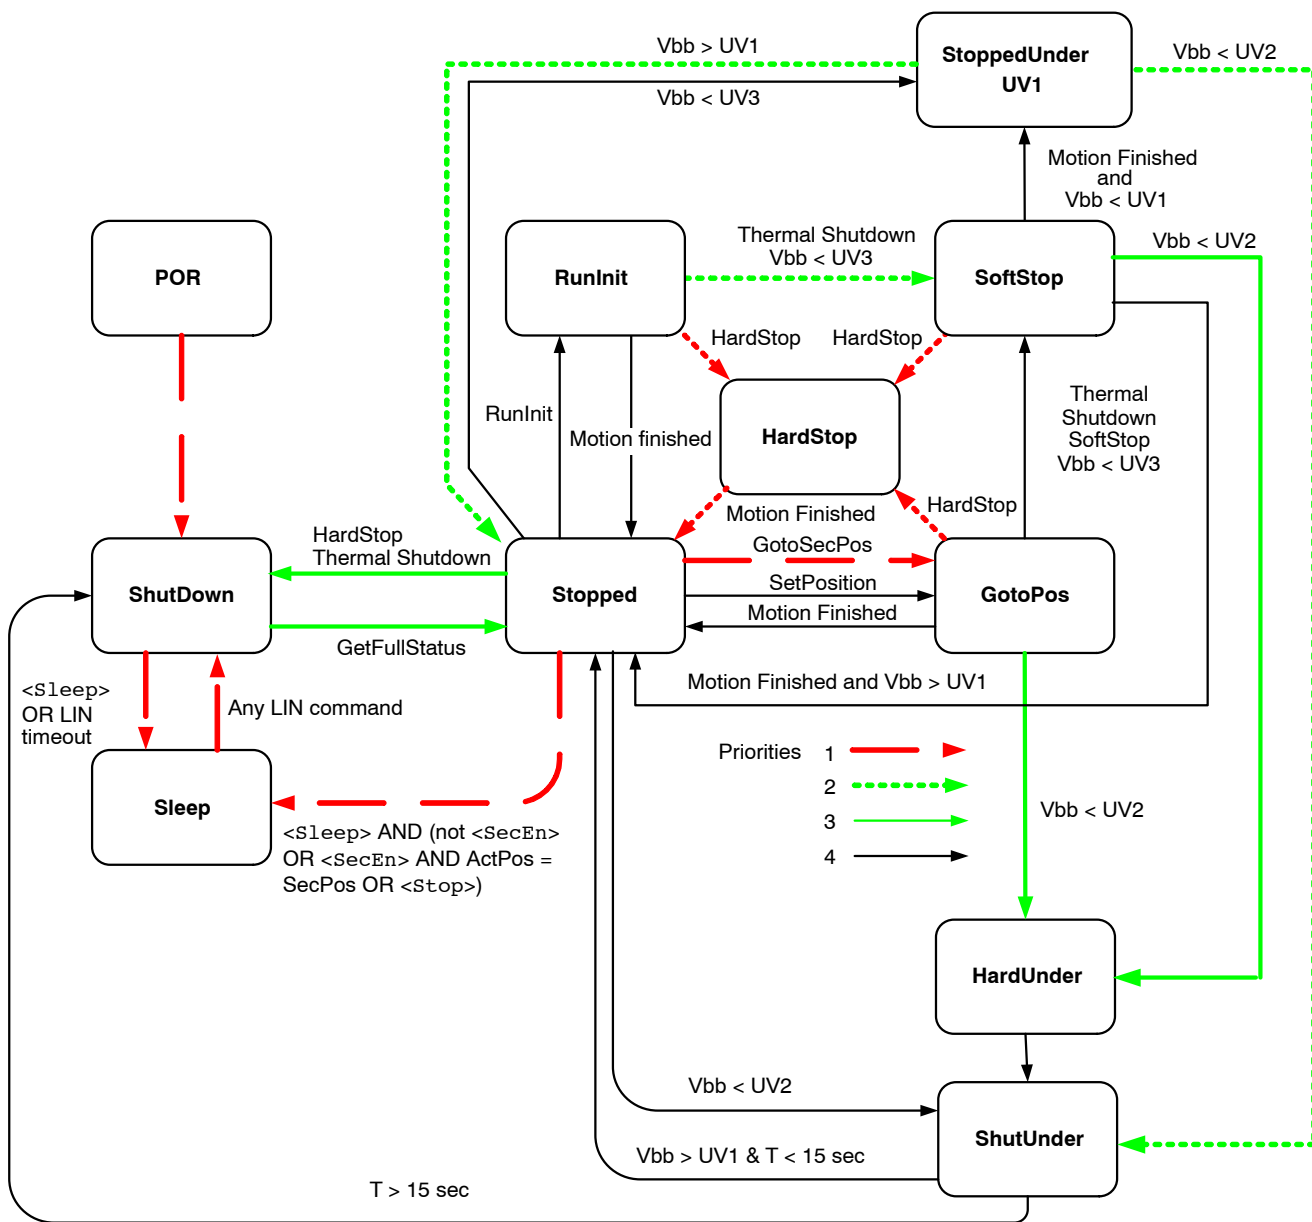 Vbb > UV1
StoppedUnder
UV1
Vbb < UV2
Vbb < UV3
Motion Finished
and
Vbb < UV1
POR
RunInit
Thermal Shutdown
Vbb < UV3
SoftStop
Vbb < UV2
HardStop
HardStop
RunInit
Motion finished
HardStop
Thermal
Shutdown
SoftStop
Vbb < UV3
HardStop
Motion Finished
HardStop
Thermal Shutdown
GotoSecPos
ShutDown
Stopped
SetPosition
GotoPos
Motion Finished
GetFullStatus
<Sleep>
OR LIN
timeout
Any LIN command
Motion Finished and Vbb > UV1
Priorities
1
2
3
4
Sleep
Vbb < UV2
<Sleep> AND (not <SecEn>
OR <SecEn> AND ActPos =
SecPos OR <Stop>)
HardUnder
Vbb < UV2
ShutUnder
Vbb > UV1 & T < 15 sec
T > 15 sec